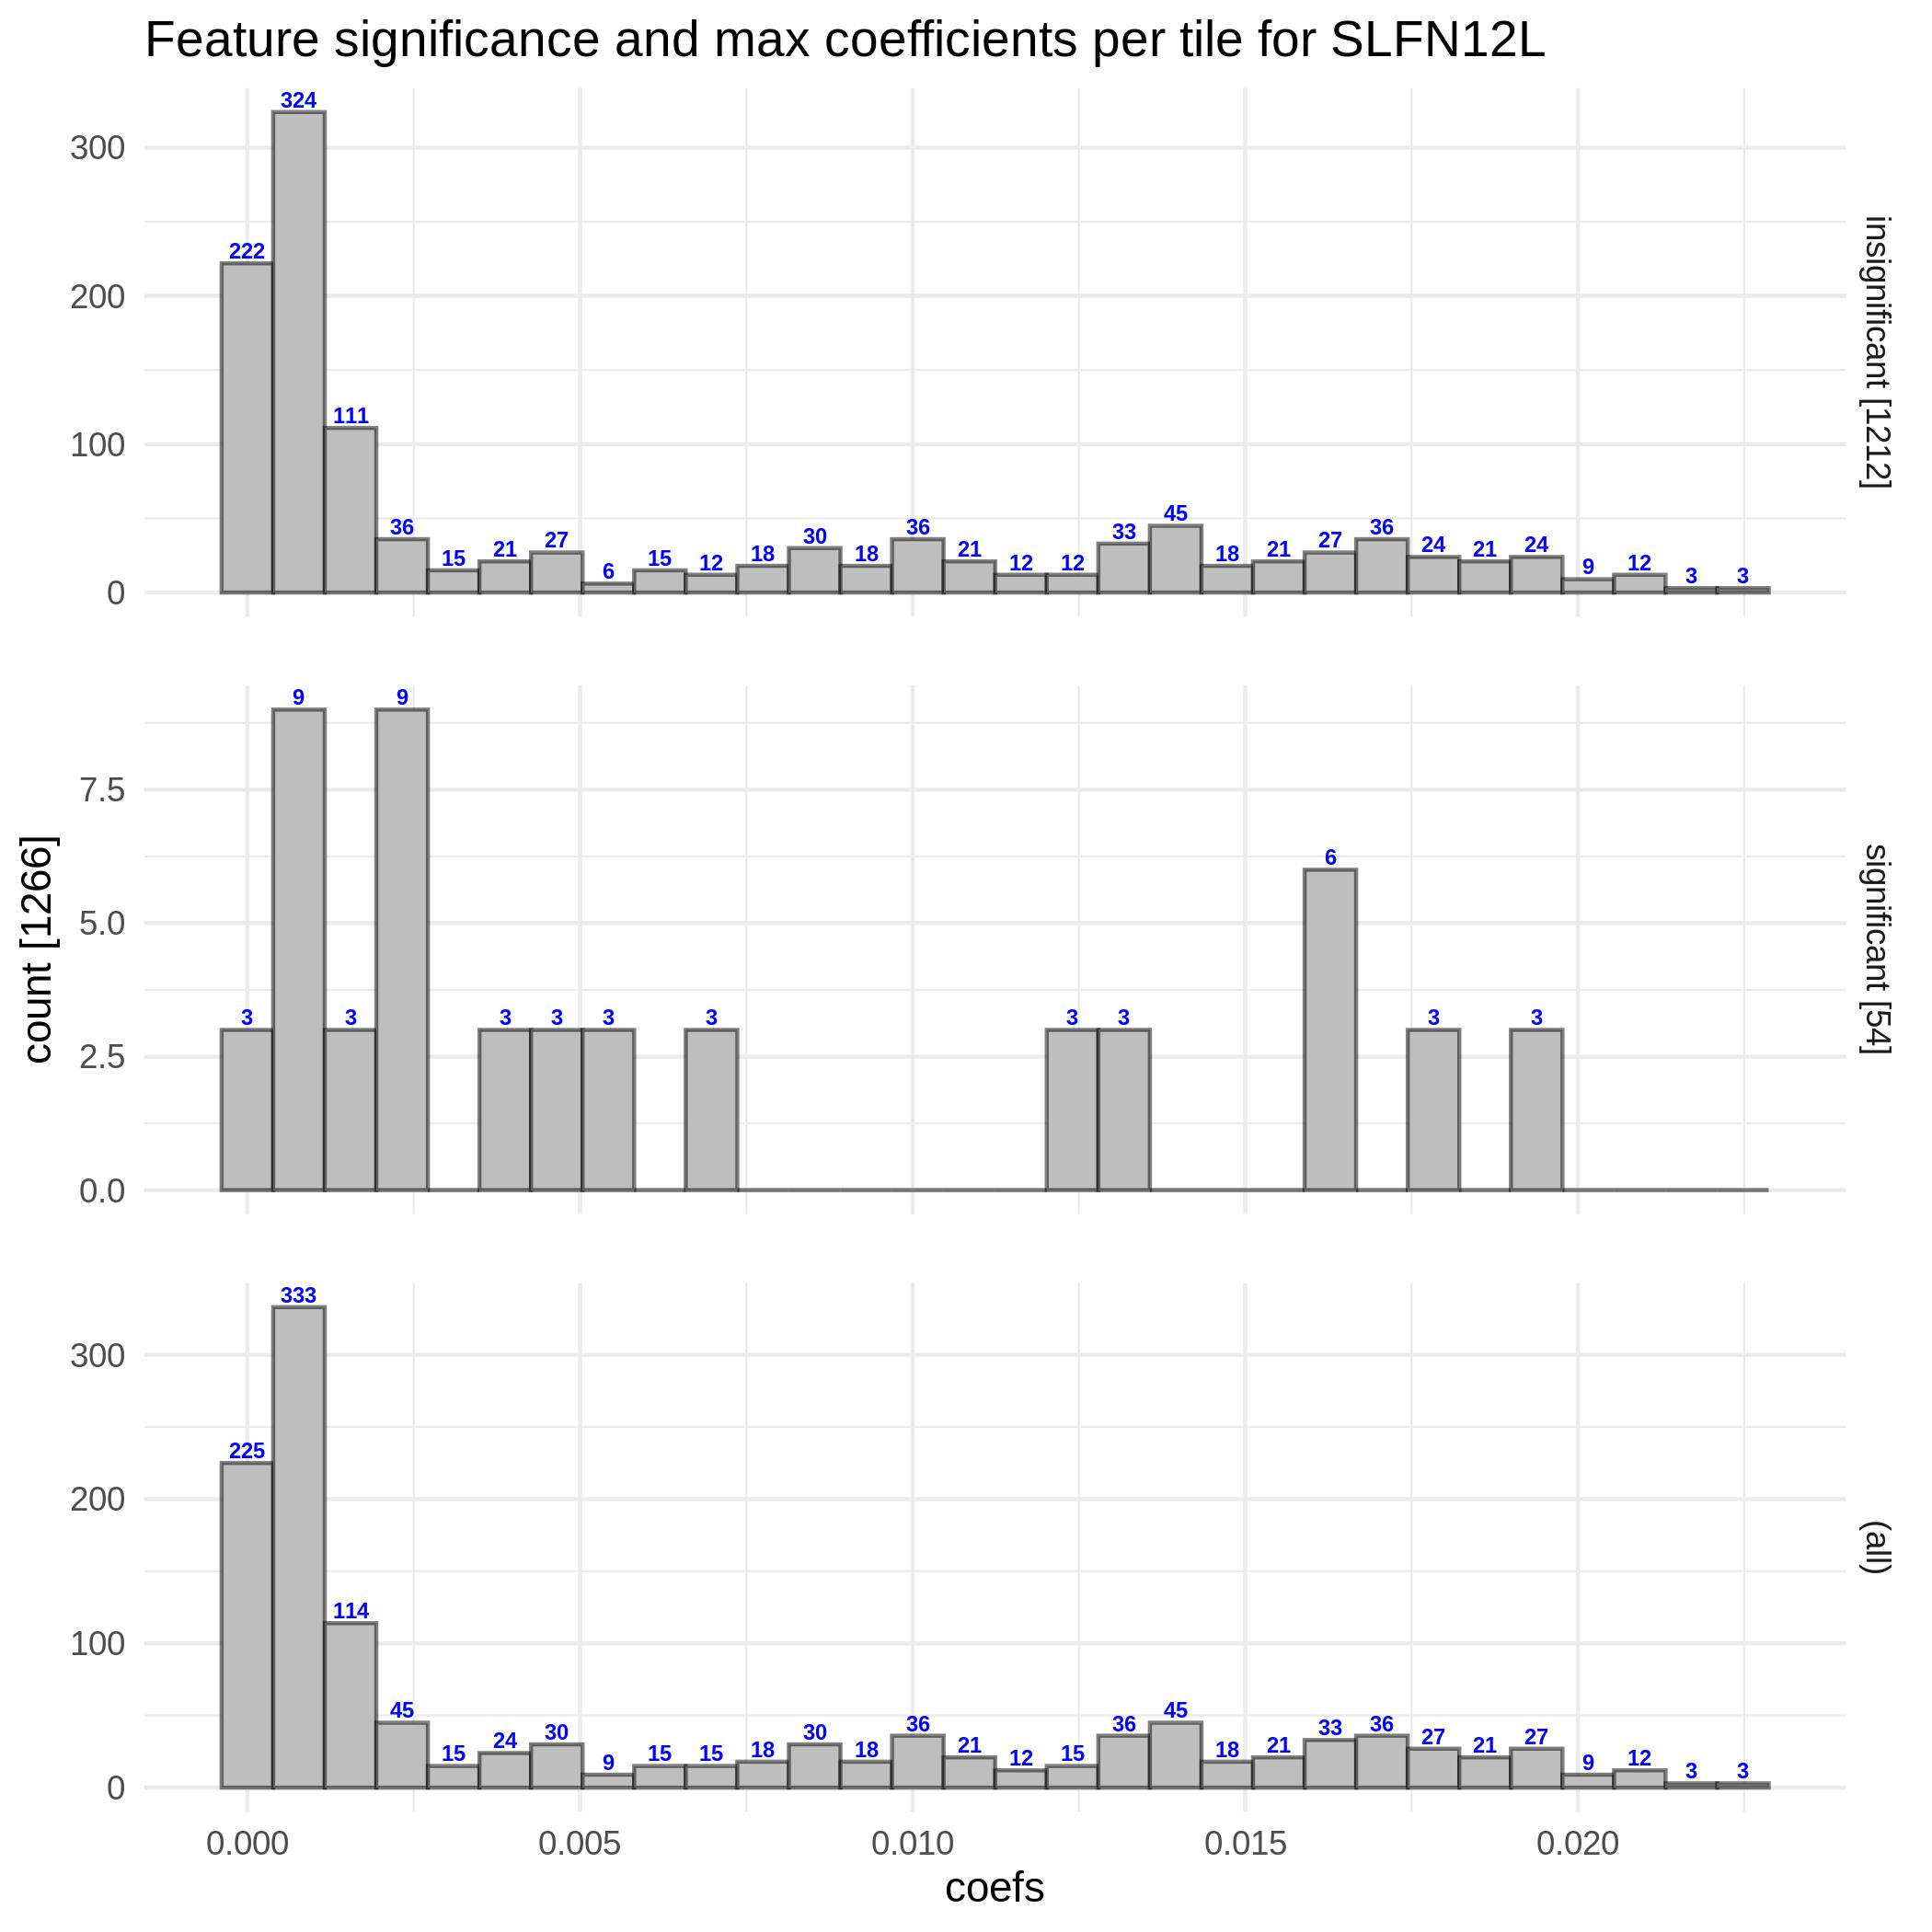 Feature significance and max coefficients per tile for SLFN12L
300
200
100
0
222 324 111 36 15 21 27 6 15 12 18 30 18 36 21 12 12 33 45 18 21 27 36 24 21 24 9 12 3 3
insignificant [1212]
count [1266]
7.5
5.0
2.5
0.0
3 9 3 9 3 3 3 3 3 3 6 3 3
significant [54]
300
200
100
0
225 333 114 45 15 24 30 9 15 15 18 30 18 36 21 12 15 36 45 18 21 33 36 27 21 27 9 12 3 3
(all)
0.000 0.005 0.010 0.015 0.020
coefs